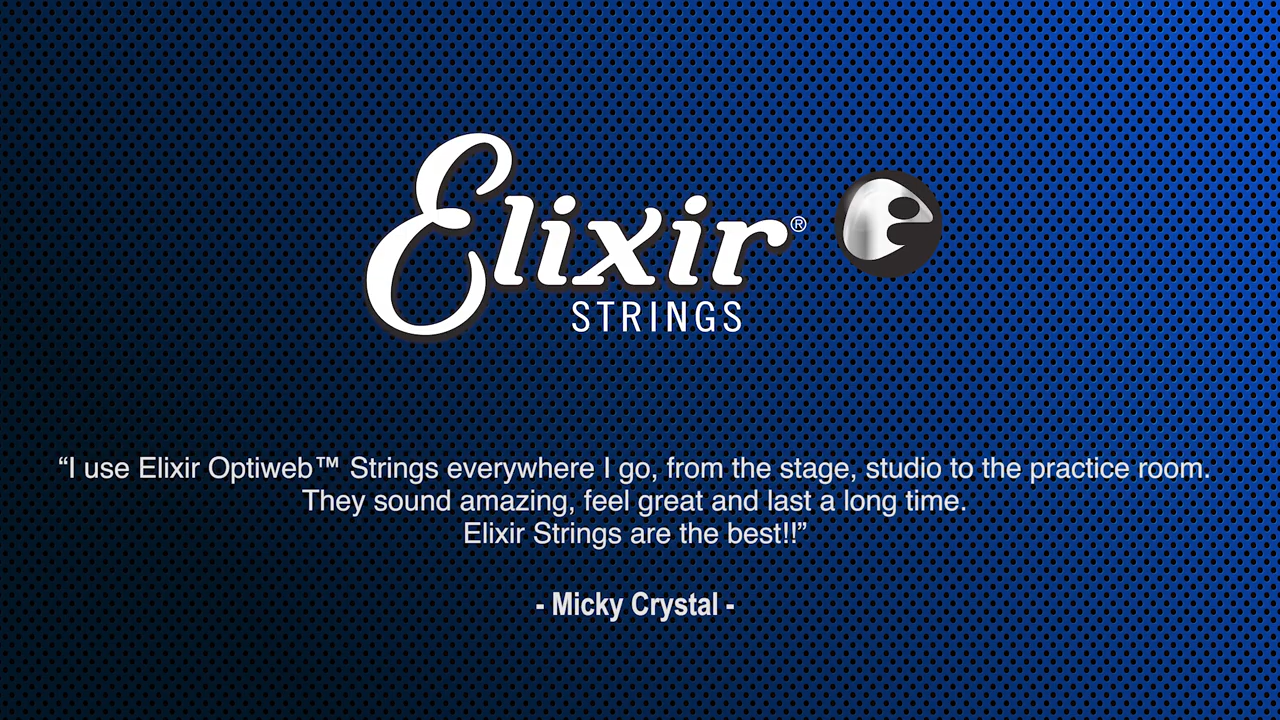 Elixir®
STRINGS
“I use Elixir Optiweb™ Strings everywhere I go, from the stage, studio to the practice room.
They sound amazing, feel great and last a long time.
Elixir Strings are the best!!”
- Micky Crystal -